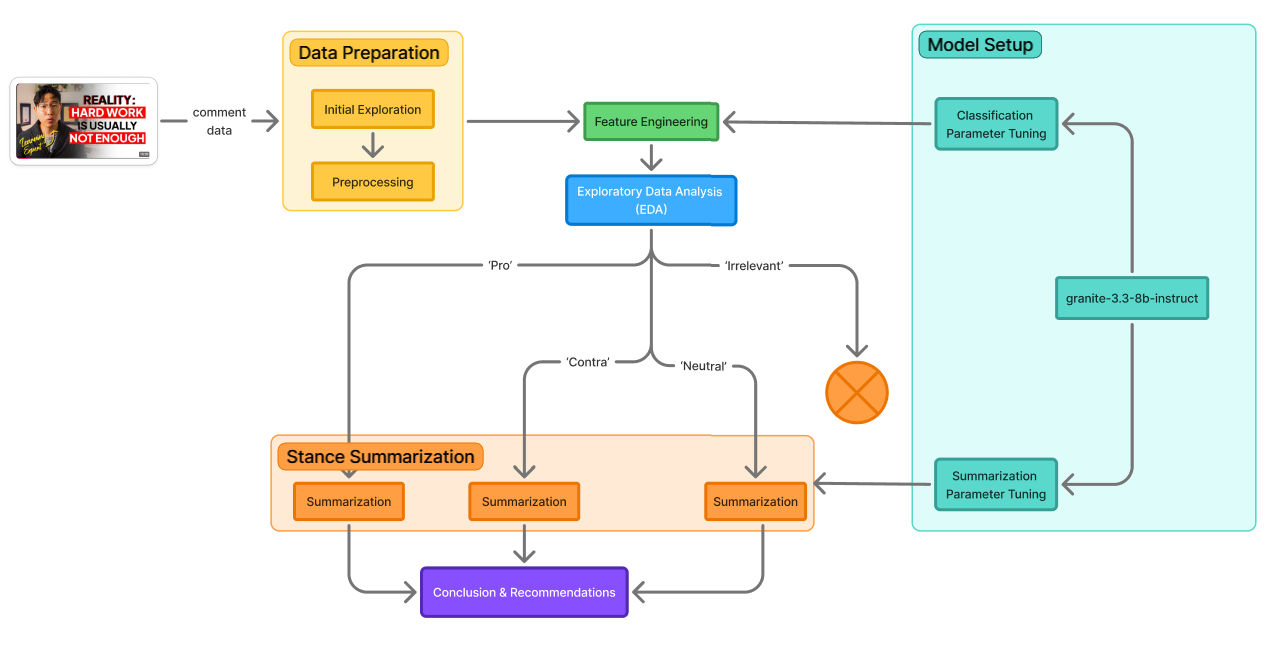 Data Preparation
Initial Exploration
Preprocessing
REALITY:
HARD WORK
IS USUALLY
NOT ENOUGH
Expert
comment
data
Feature Engineering
Exploratory Data Analysis
(EDA)
Model Setup
Classification
Parameter Tuning
granite-3.3-8b-instruct
Summarization
Parameter Tuning
'Pro'
'Irrelevant'
'Contra'
'Neutral'
Stance Summarization
Summarization
Summarization
Summarization
Conclusion & Recommendations